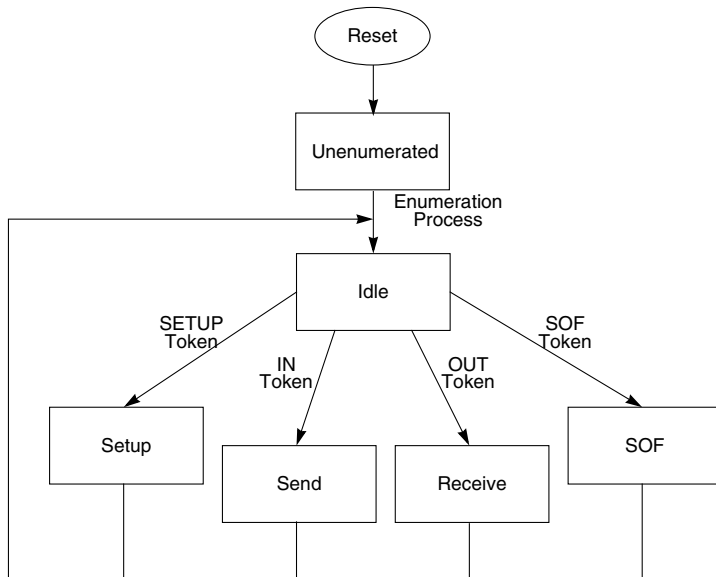 Reset
Unenumerated
Enumeration
Process
Idle
SETUP
Token
IN
Token
OUT
Token
SOF
Token
Setup
Send
Receive
SOF